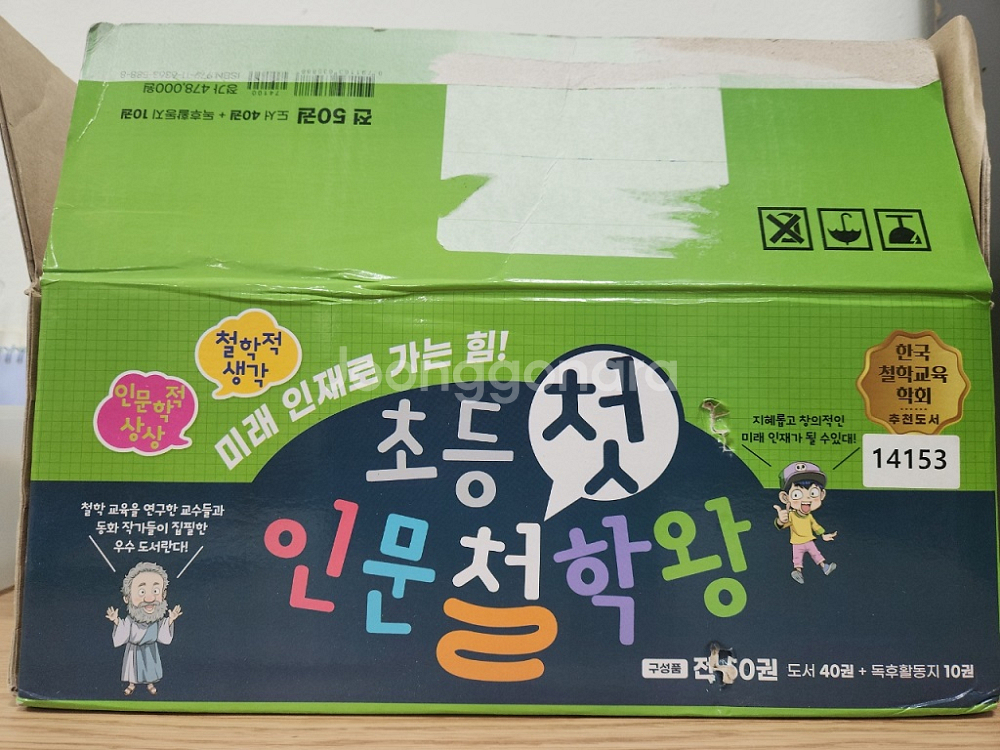 전 50권 도서 40권 + 독후활동지 10권
정가 478,000원
74100
철학적
생각
인문학적
상상
미래 인재로 가는 힘!
초등 첫
인문철학왕
한국
철학교육
학회
추천도서
14153
지혜롭고 창의적인
미래 인재가 될 수있대!
철학 교육을 연구한 교수들과
동화 작가들이 집필한
우수 도서란다!
구성품 전 50권 도서 40권 + 독후활동지 10권